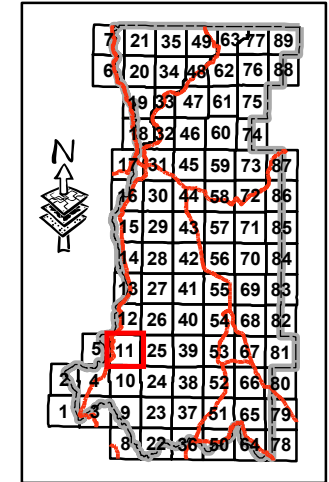 7 21 35 49 63 77 89
6 20 34 48 62 76 88
19 33 47 61 75
18 32 46 60 74
N
17 31 45 59 73 87
16 30 44 58 72 86
15 29 43 57 71 85
14 28 42 56 70 84
13 27 41 55 69 83
12 26 40 54 68 82
5 11 25 39 53 67 81
2 4 10 24 38 52 66 80
1 3 9 23 37 51 65 79
8 22 36 50 64 78